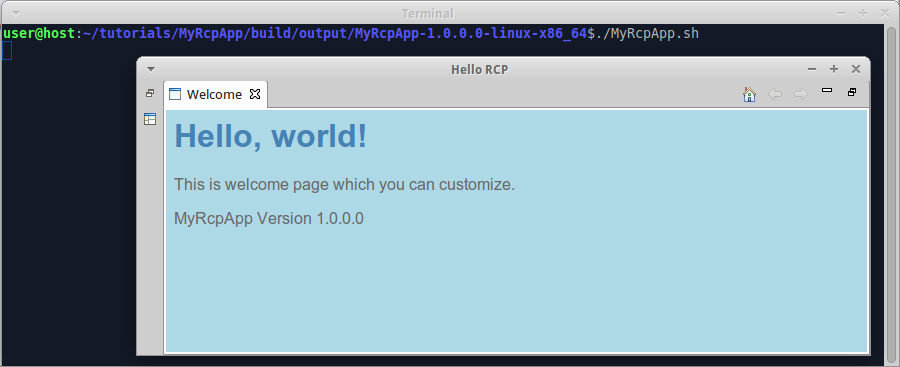 Terminal
user@host:~/tutorials/MyRcpApp/build/output/MyRcpApp-1.0.0.0-linux-x86_64$./MyRcpApp.sh
Hello RCP
Welcome
Hello, world!
This is welcome page which you can customize.
MyRcpApp Version 1.0.0.0